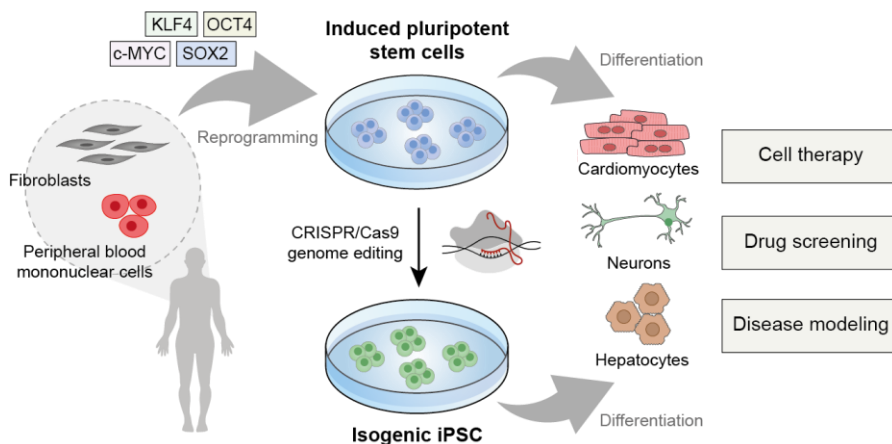 KLF4
OCT4
c-MYC
SOX2
Reprogramming
Fibroblasts
Peripheral blood
mononuclear cells
Induced pluripotent
stem cells
CRISPR/Cas9
genome editing
Isogenic iPSC
Differentiation
Cardiomyocytes
Neurons
Hepatocytes
Differentiation
Cell therapy
Drug screening
Disease modeling